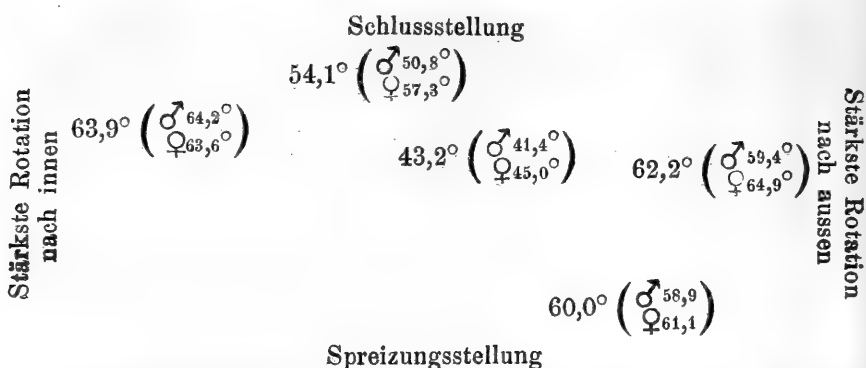 Schlussstellung
54,1° (♂ 50,8°
♀ 57,3°)
63,9° (♂ 64,2°
♀ 63,6°)
43,2° (♂ 41,4°
♀ 45,0°)
62,2° (♂ 59,4°
♀ 64,9°)
60,0° (♂ 58,9
♀ 61,1)
Spreizungsstellung
Stärkste Rotation
nach innen
Stärkste Rotation
nach aussen